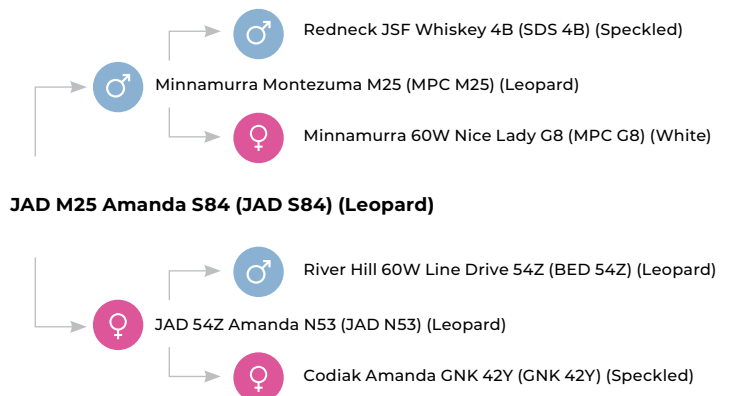 Redneck JSF Whiskey 4B (SDS 4B) (Speckled)
Minnamurra Montezuma M25 (MPC M25) (Leopard)
Minnamurra 60W Nice Lady G8 (MPC G8) (White)
JAD M25 Amanda S84 (JAD S84) (Leopard)
River Hill 60W Line Drive 54Z (BED 54Z) (Leopard)
JAD 54Z Amanda N53 (JAD N53) (Leopard)
Codiak Amanda GNK 42Y (GNK 42Y) (Speckled)